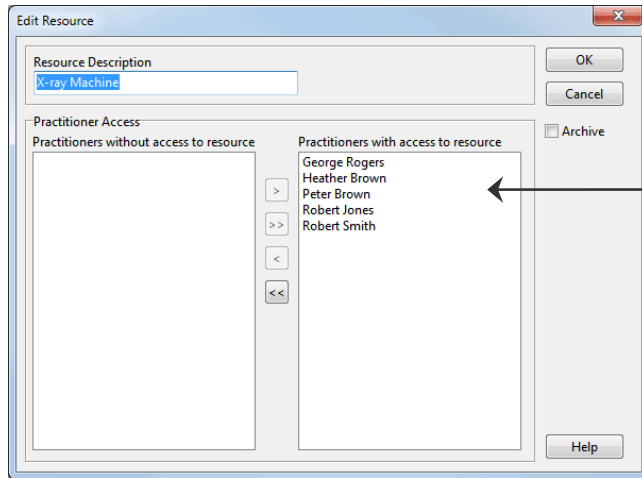 Edit Resource
x
Resource Description
OK
X-ray Machine
Cancel
Practitioner Access
Archive
Practitioners without access to resource
Practitioners with access to resource
George Rogers
Heather Brown
Peter Brown
Robert Jones
Robert Smith
>
>>
<
<<
Help